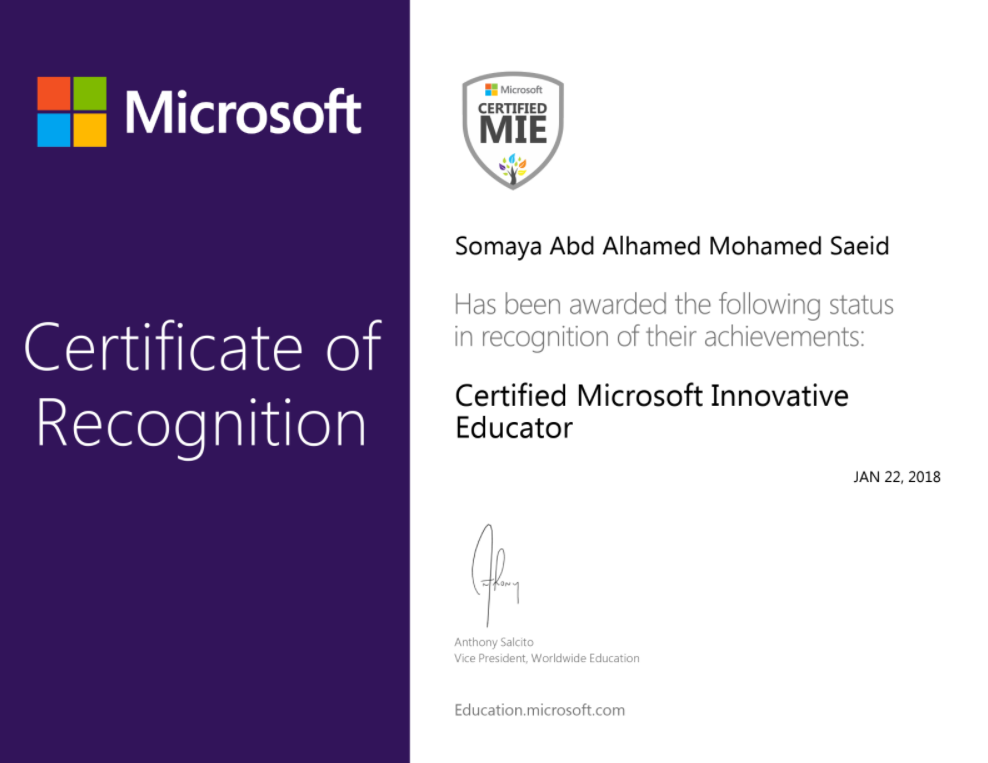 Microsoft
Certificate of
Recognition
Microsoft
CERTIFIED
MIE
Somaya Abd Alhamed Mohamed Saeid
Has been awarded the following status
in recognition of their achievements:
Certified Microsoft Innovative
Educator
JAN 22, 2018
Anthony
Anthony Salcito
Vice President, Worldwide Education
Education.microsoft.com